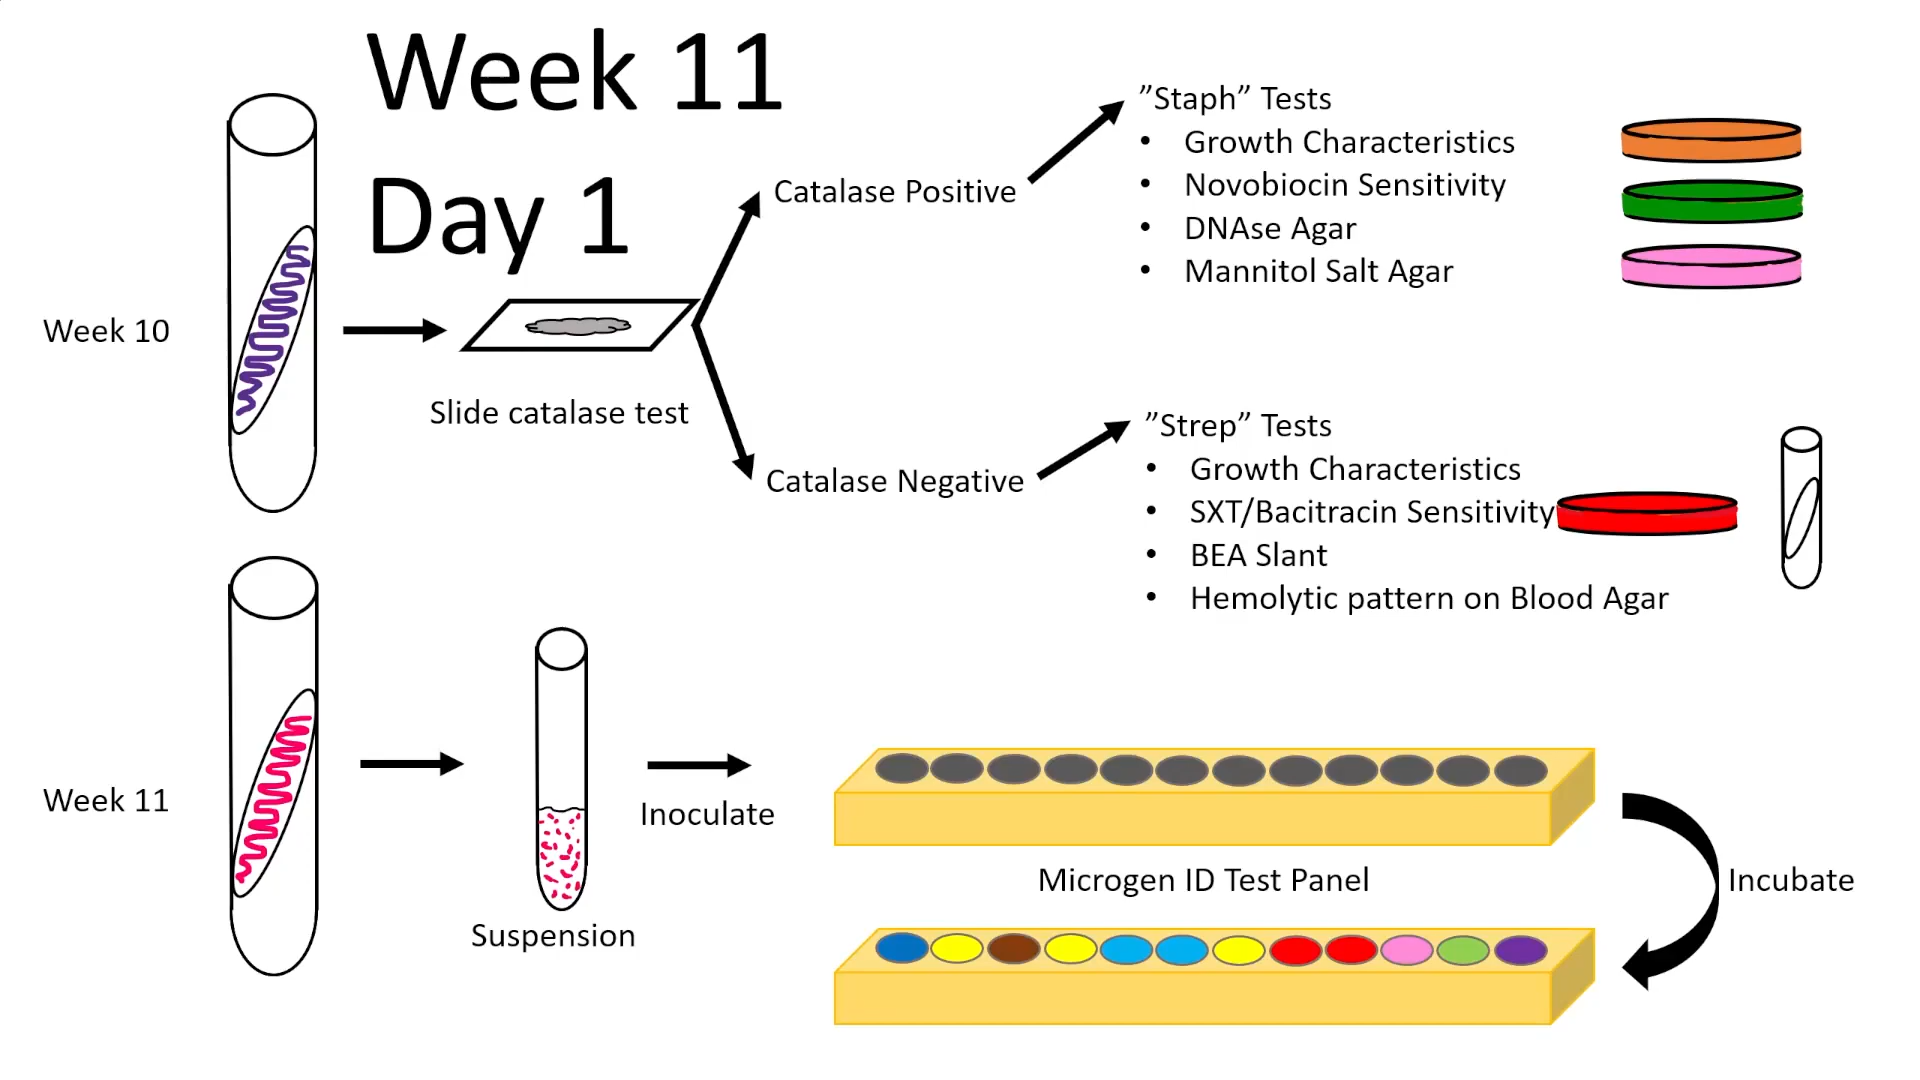 Week 11
Day 1
Week 10
Slide catalase test
Catalase Positive
”Staph” Tests
• Growth Characteristics
• Novobiocin Sensitivity
• DNAse Agar
• Mannitol Salt Agar
Catalase Negative
”Strep” Tests
• Growth Characteristics
• SXT/Bacitracin Sensitivity
• BEA Slant
• Hemolytic pattern on Blood Agar
Week 11
Suspension
Inoculate
Microgen ID Test Panel
Incubate